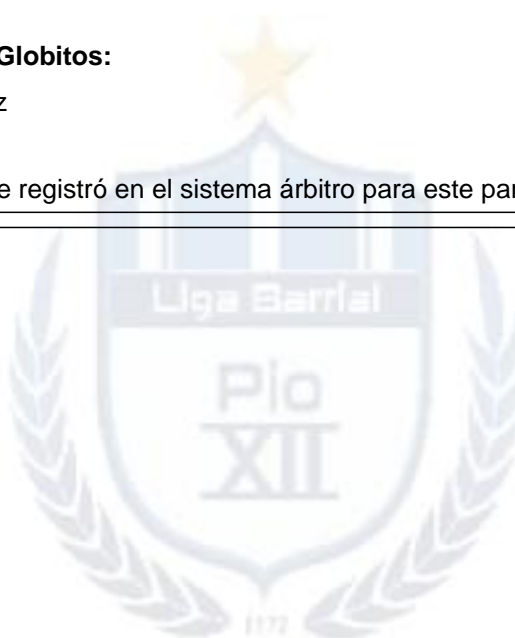 Globitos:
z
e registró en el sistema árbitro para este par
Liga Barrial
Pio
XII